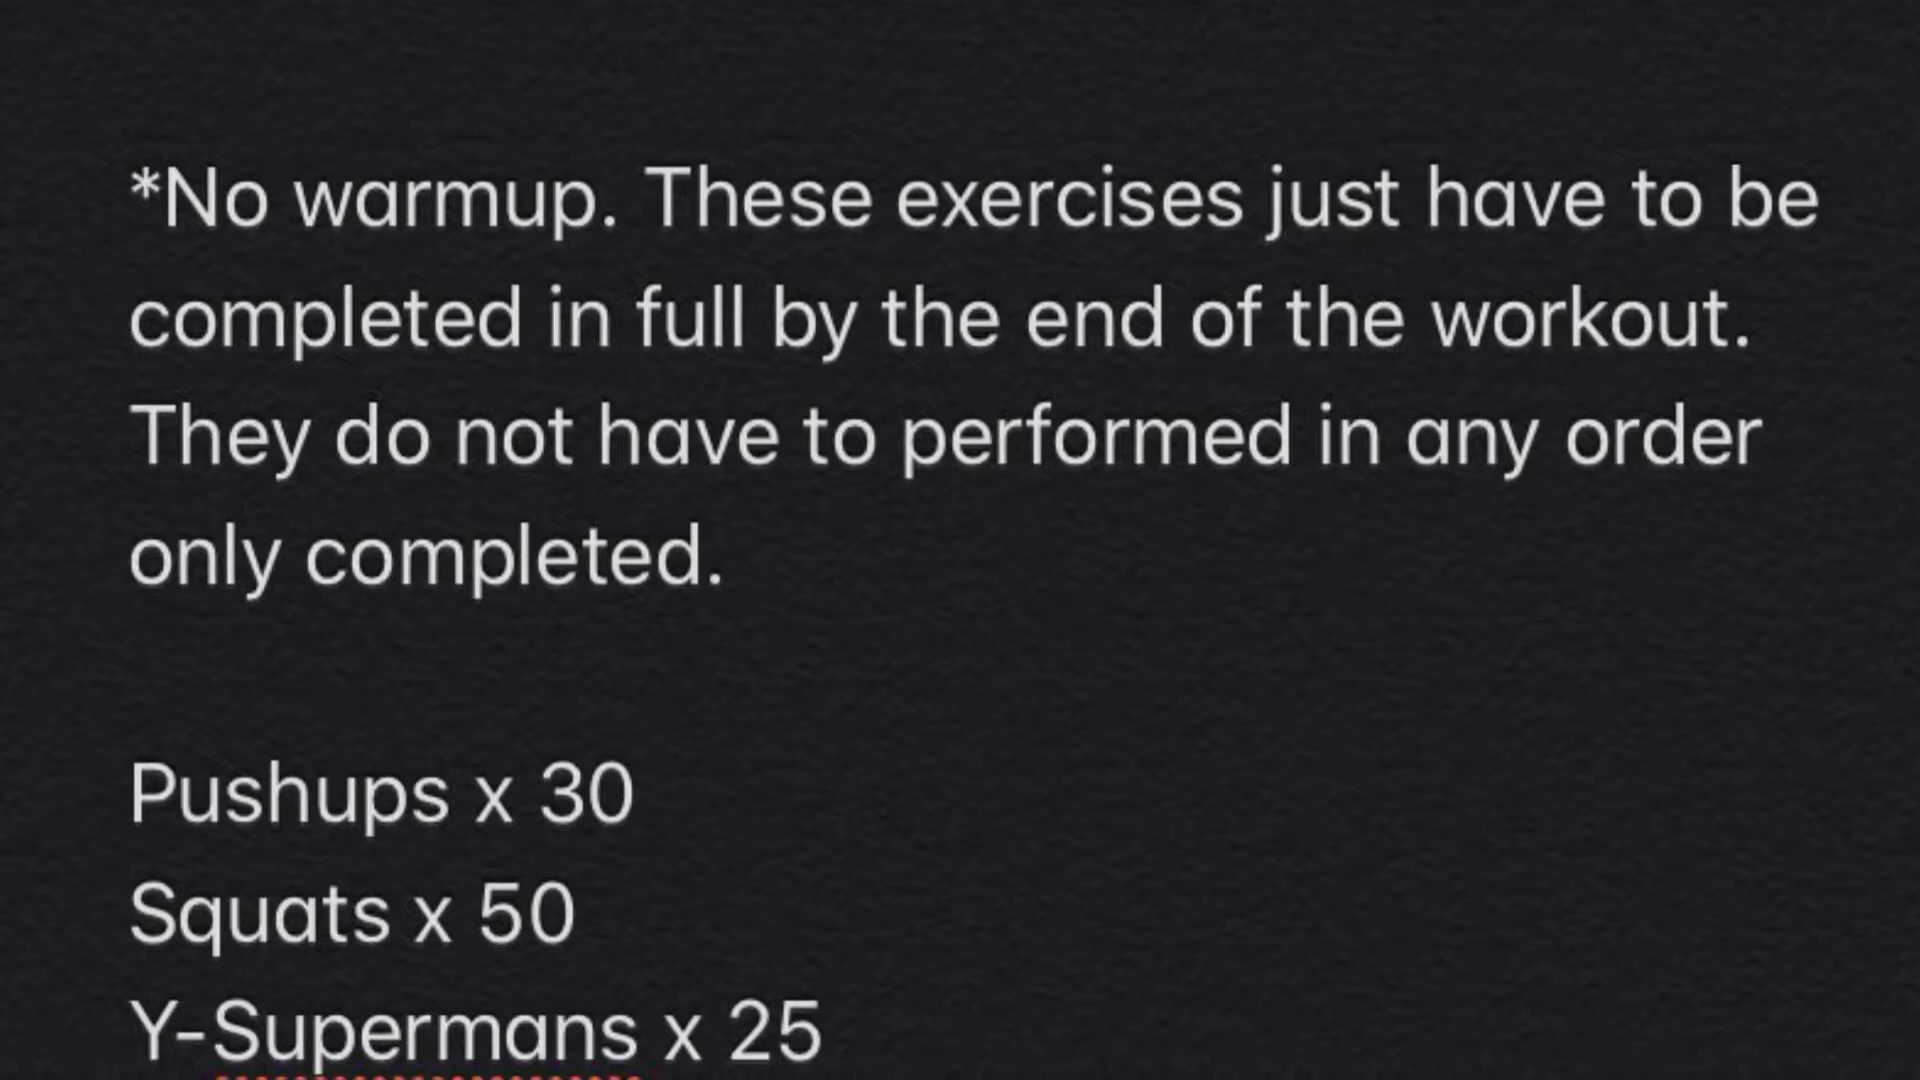 *No warmup. These exercises just have to be
completed in full by the end of the workout.
They do not have to performed in any order
only completed.
Pushups x 30
Squats x 50
Y-Supermans x 25